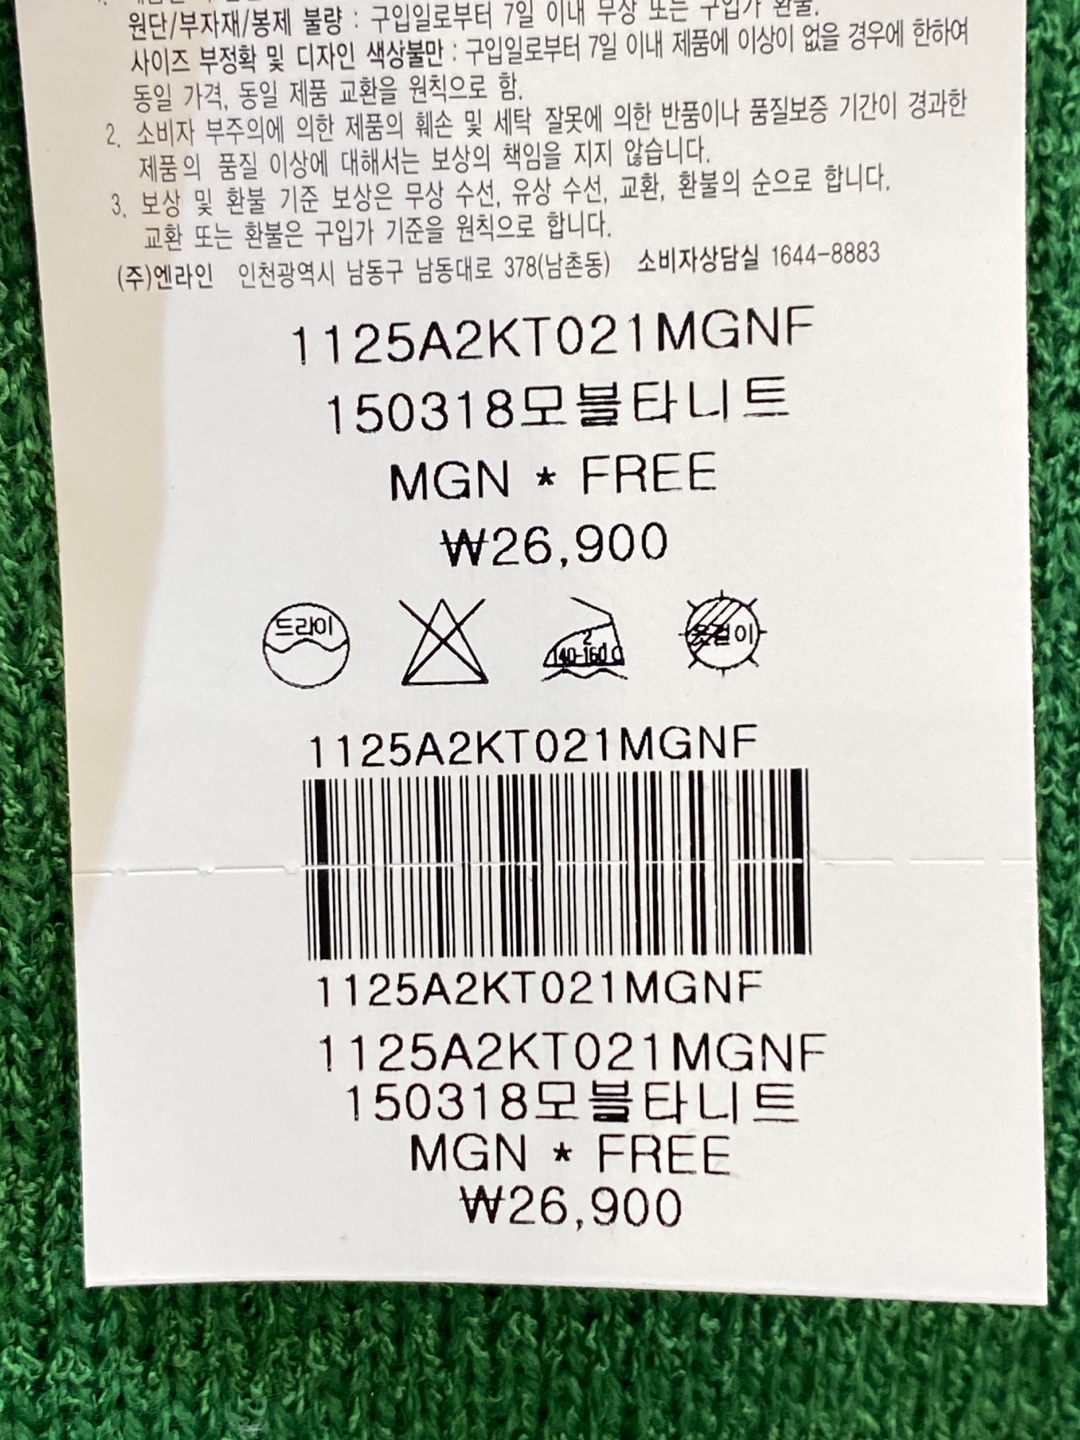 원단/부자재/봉제 불량 : 구입일로부터 7일 이내 무상 또는 구입가 환불.
사이즈 부정확 및 디자인 색상불만 : 구입일로부터 7일 이내 제품에 이상이 없을 경우에 한하여
동일 가격, 동일 제품 교환을 원칙으로 함.
2. 소비자 부주의에 의한 제품의 훼손 및 세탁 잘못에 의한 반품이나 품질보증 기간이 경과한
제품의 품질 이상에 대해서는 보상의 책임을 지지 않습니다.
3. 보상 및 환불 기준 보상은 무상 수선, 유상 수선, 교환, 환불의 순으로 합니다.
교환 또는 환불은 구입가 기준을 원칙으로 합니다.
(주)엔라인 인천광역시 남동구 남동대로 378(남촌동) 소비자상담실 1644-8883
1125A2KT021MGNF
150318모블타니트
MGN * FREE
₩26,900
드라이
2
140-160℃
옷걸이
1125A2KT021MGNF
1125A2KT021MGNF
1125A2KT021MGNF
150318모블타니트
MGN * FREE
₩26,900